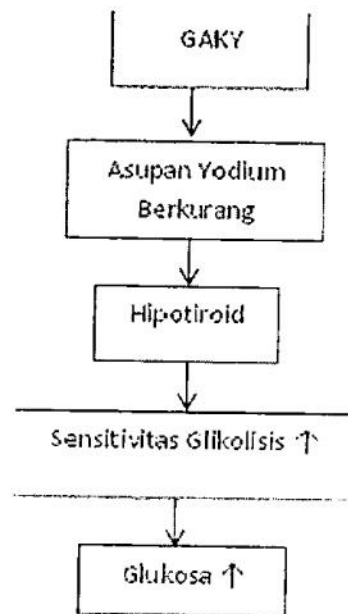 GAKY
Asupan Yodium
Berkurang
Hipotiroid
Sensitivitas Glikolisis ↑
Glukosa ↑